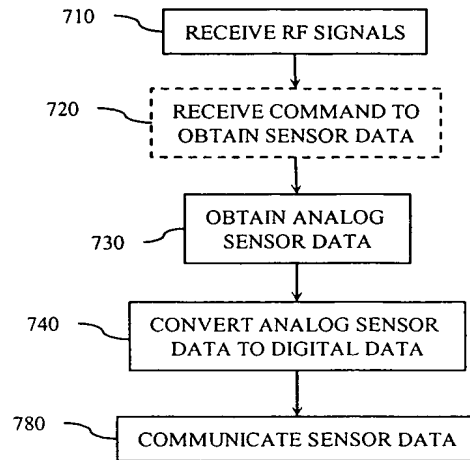 710
RECEIVE RF SIGNALS
720
RECEIVE COMMAND TO
OBTAIN SENSOR DATA
730
OBTAIN ANALOG
SENSOR DATA
740
CONVERT ANALOG SENSOR
DATA TO DIGITAL DATA
780
COMMUNICATE SENSOR DATA